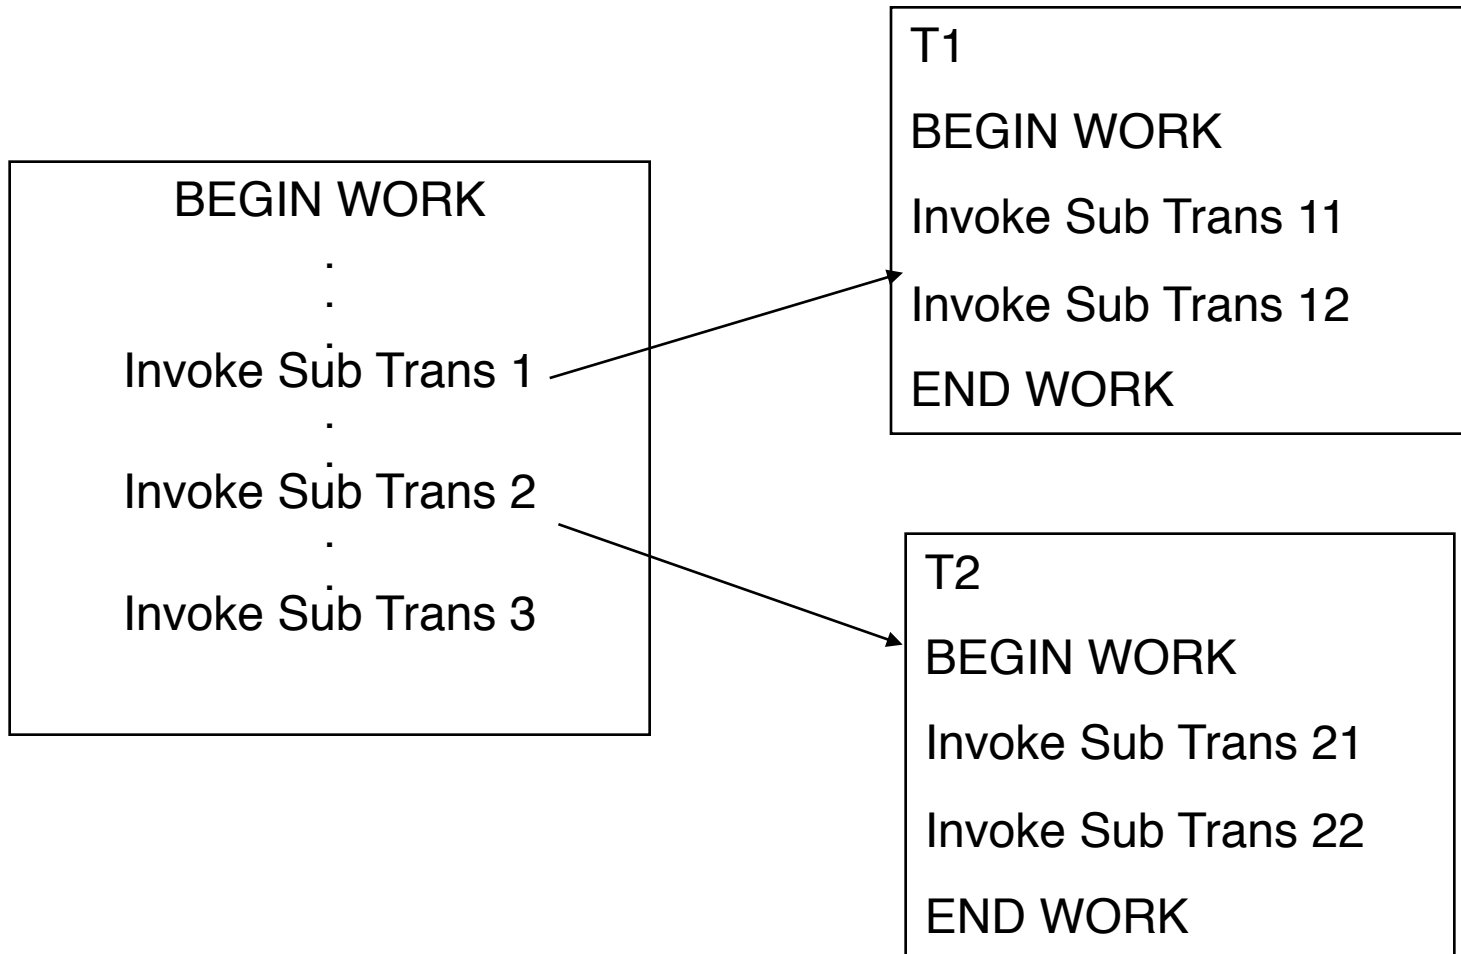 BEGIN WORK
.
.
.
Invoke Sub Trans 1
.
.
Invoke Sub Trans 2
.
.
Invoke Sub Trans 3
T1
BEGIN WORK
Invoke Sub Trans 11
Invoke Sub Trans 12
END WORK
T2
BEGIN WORK
Invoke Sub Trans 21
Invoke Sub Trans 22
END WORK